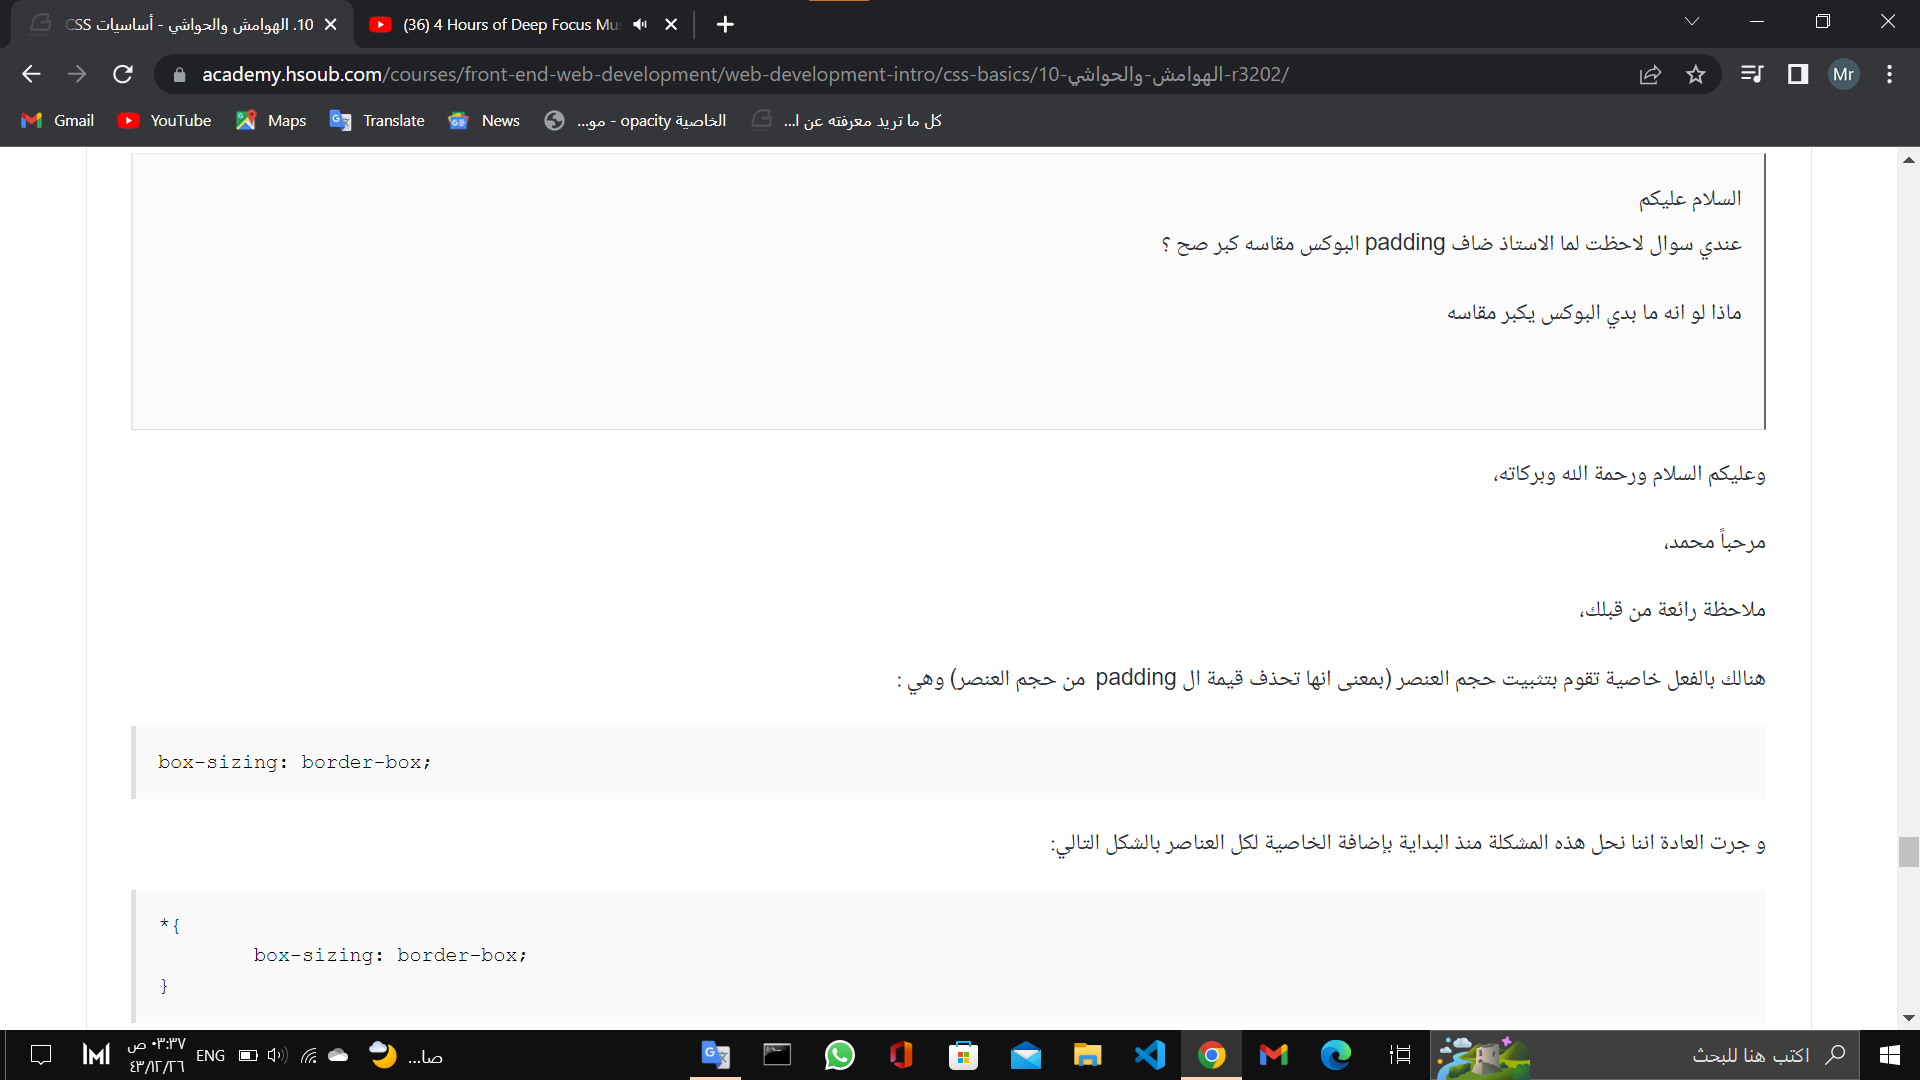 10. الهوامش والحواشي - أساسيات CSS
(36) 4 Hours of Deep Focus Mu
academy.hsoub.com/courses/front-end-web-development/web-development-intro/css-basics/10-الهوامش-والحواشي-r3202/
Mr
Gmail
YouTube
Maps
Translate
News
الخاصية opacity - مو...
كل ما تريد معرفته عن ا...
السلام عليكم
عندي سوال لاحظت لما الاستاذ ضاف padding البوكس مقاسه كبر صح ؟
ماذا لو انه ما بدي البوكس يكبر مقاسه
وعليكم السلام ورحمة الله وبركاته،
مرحباً محمد،
ملاحظة رائعة من قبلك،
هنالك بالفعل خاصية تقوم بتثبيت حجم العنصر (بمعنى انها تحذف قيمة ال padding من حجم العنصر) وهي :
box-sizing: border-box;
و جرت العادة اننا نحل هذه المشكلة منذ البداية بإضافة الخاصية لكل العناصر بالشكل التالي:
*{
box-sizing: border-box;
}
٠٣:٣٧ ص
٤٣/١٢/٢٦
ENG
صا...
اكتب هنا للبحث